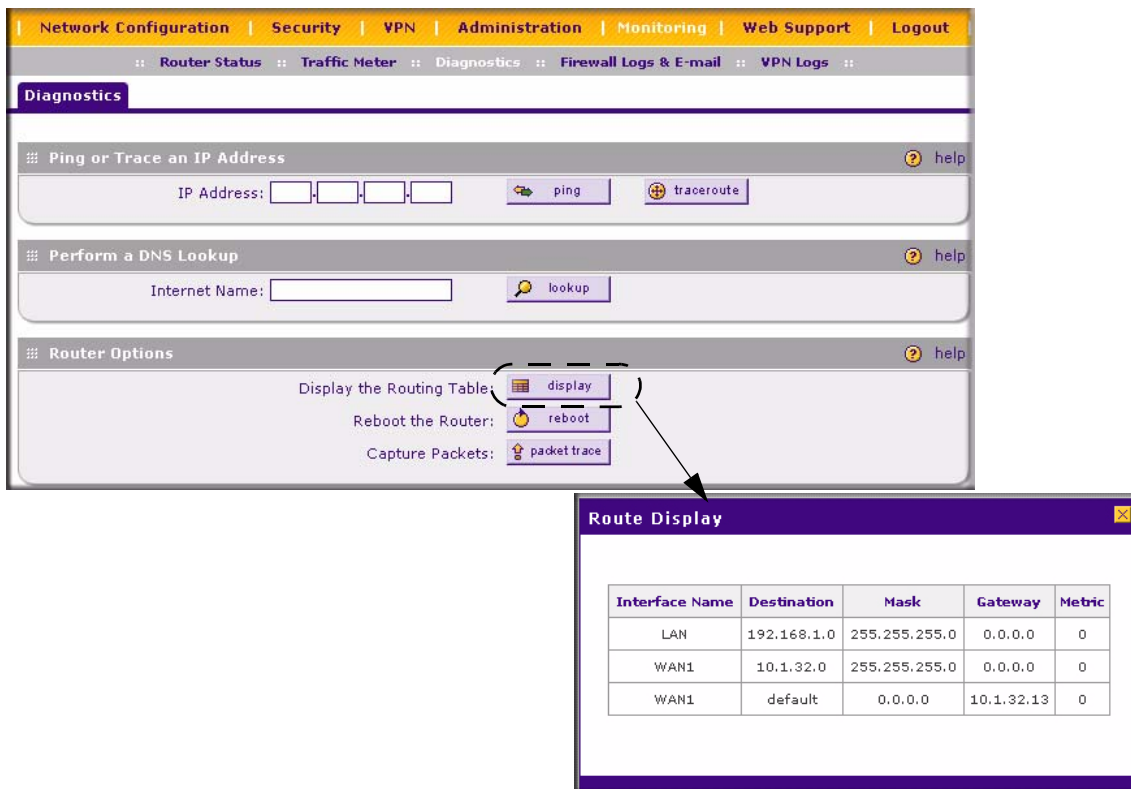 | Network Configuration | Security | VPN | Administration | Monitoring | Web Support | Logout
:: Router Status :: Traffic Meter :: Diagnostics :: Firewall Logs & E-mail :: VPN Logs ::
Diagnostics
Ping or Trace an IP Address help
IP Address: . . . ping traceroute
Perform a DNS Lookup help
Internet Name: lookup
Router Options help
Display the Routing Table: display
Reboot the Router: reboot
Capture Packets: packet trace
Route Display
Interface Name Destination Mask Gateway Metric
LAN 192.168.1.0 255.255.255.0 0.0.0.0 0
WAN1 10.1.32.0 255.255.255.0 0.0.0.0 0
WAN1 default 0.0.0.0 10.1.32.13 0